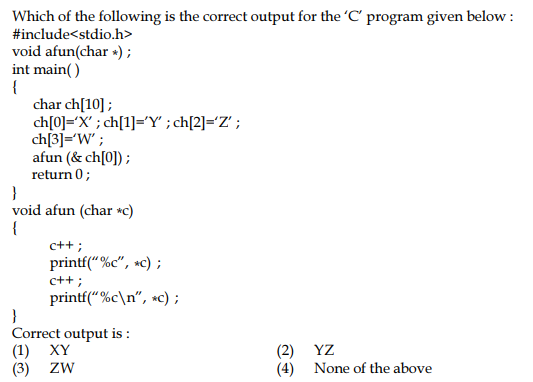 Which of the following is the correct output for the ‘C’ program given below :
#include<stdio.h>
void afun(char *) ;
int main( )
{
char ch[10] ;
ch[0]=‘X’ ; ch[1]=‘Y’ ; ch[2]=‘Z’ ;
ch[3]=‘W’ ;
afun (& ch[0]) ;
return 0 ;
}
void afun (char *c)
{
c++ ;
printf(“%c”, *c) ;
c++ ;
printf(“%c\n”, *c) ;
}
Correct output is :
(1) XY (2) YZ
(3) ZW (4) None of the above